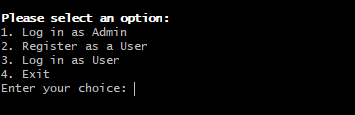 Please select an option:
1. Log in as Admin
2. Register as a User
3. Log in as User
4. Exit
Enter your choice: